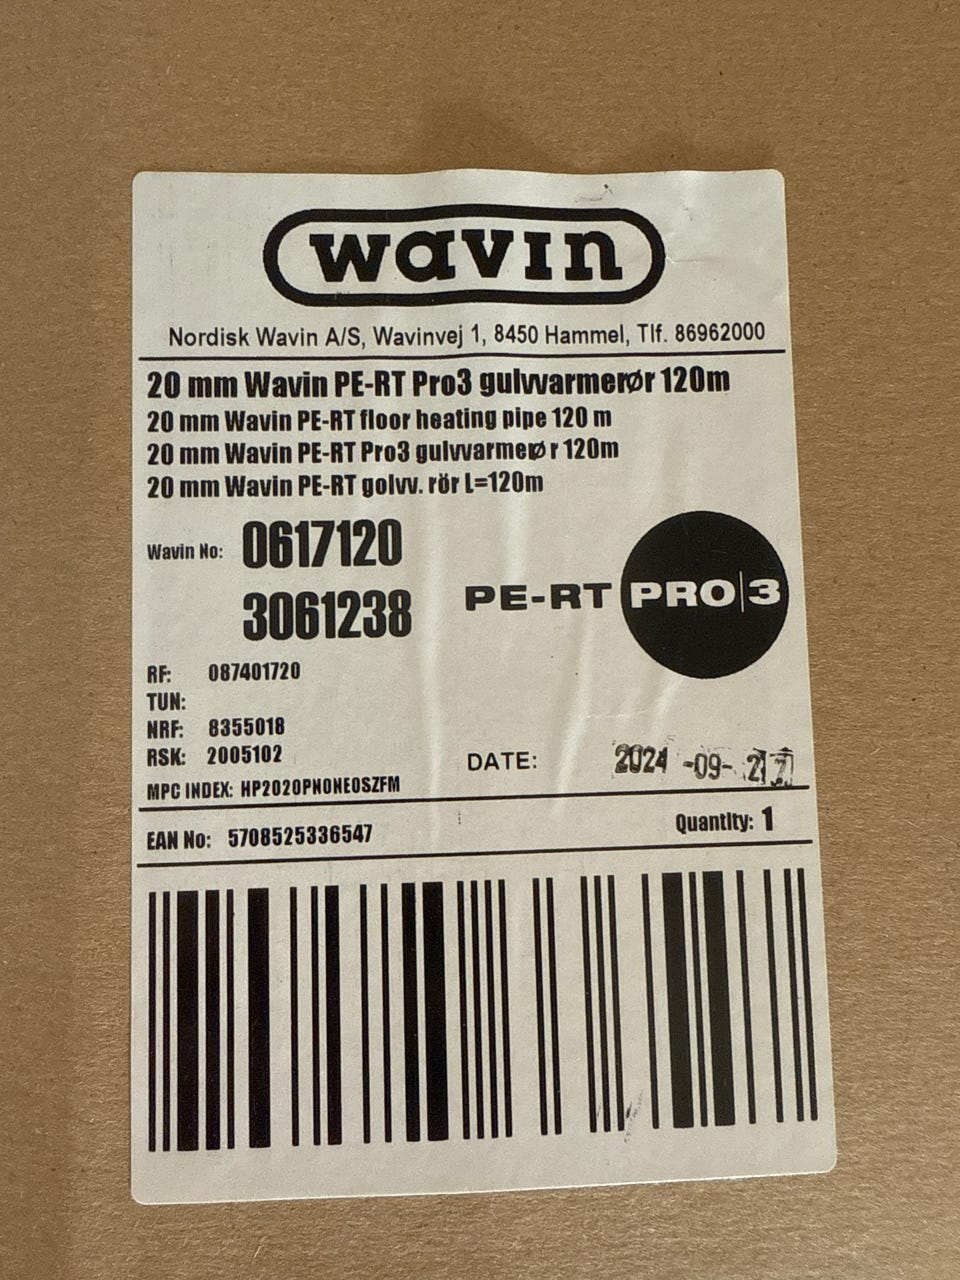 wavin
Nordisk Wavin A/S, Wavinvej 1, 8450 Hammel, Tlf. 86962000
20 mm Wavin PE-RT Pro3 gulvvarmerør 120m
20 mm Wavin PE-RT floor heating pipe 120 m
20 mm Wavin PE-RT Pro3 gulvvarmerø r 120m
20 mm Wavin PE-RT golvv. rör L=120m
Wavin No: 0617120
3061238
PE-RT PRO|3
RF: 087401720
TUN:
NRF: 8355018
RSK: 2005102
DATE: 2024 -09-
MPC INDEX: HP2020PNONEOSZFM
EAN No: 5708525336547
Quantity: 1